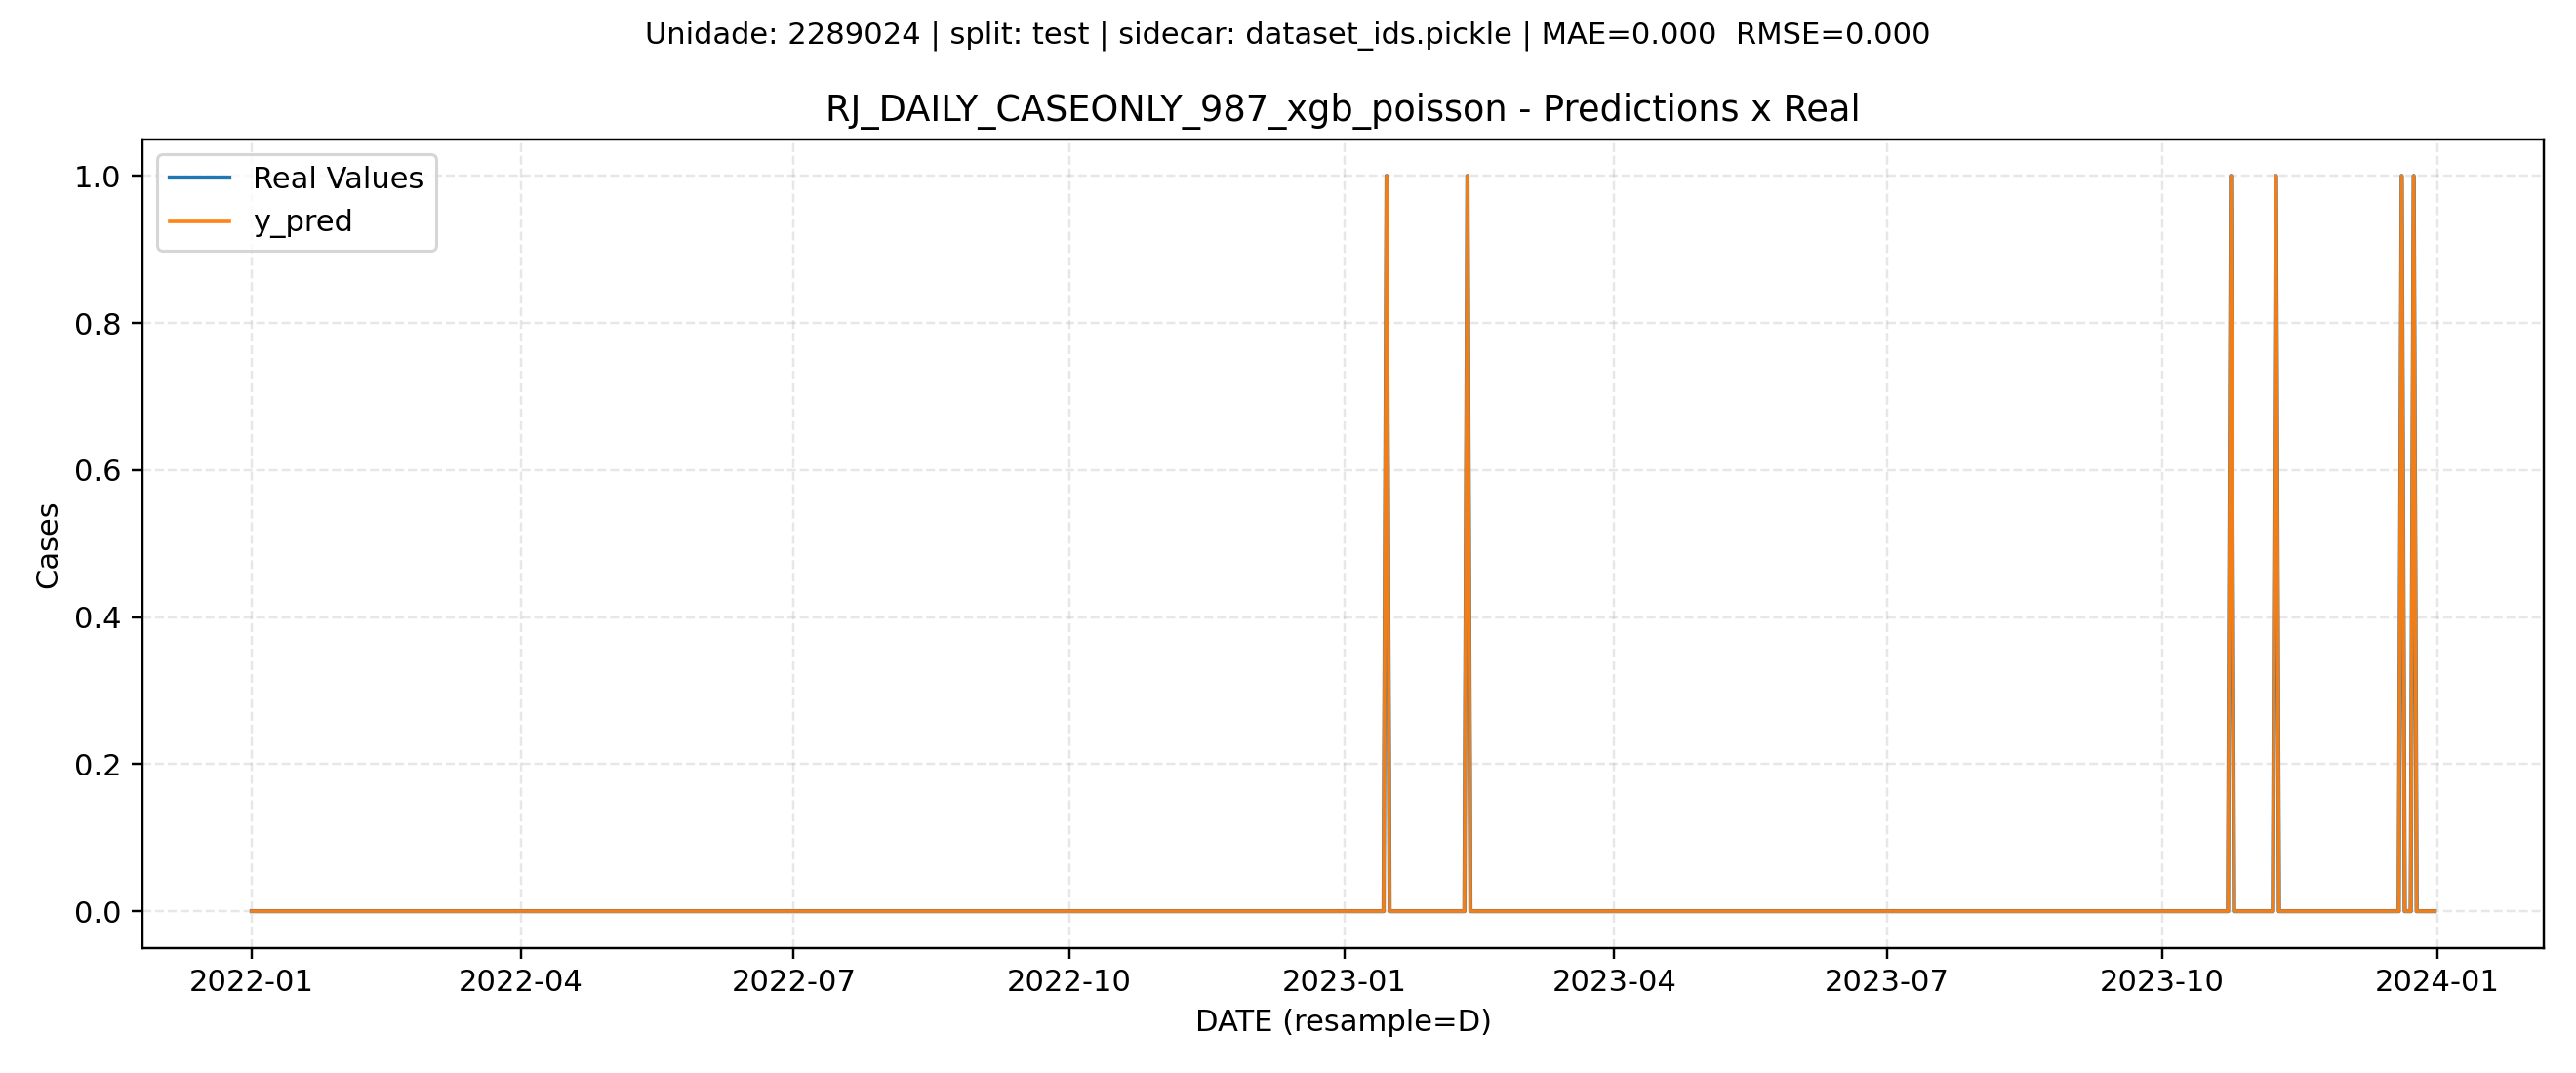 Unidade: 2289024 | split: test | sidecar: dataset_ids.pickle | MAE=0.000  RMSE=0.000
RJ_DAILY_CASEONLY_987_xgb_poisson - Predictions x Real
Real Values
y_pred
1.0
0.8
0.6
0.4
0.2
0.0
Cases
2022-01 2022-04 2022-07 2022-10 2023-01 2023-04 2023-07 2023-10 2024-01
DATE (resample=D)